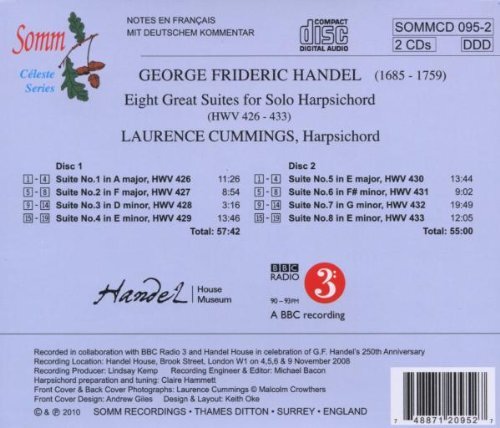 Somm
Céleste
Series
NOTES EN FRANÇAIS
MIT DEUTSCHEM KOMMENTAR
COMPACT
disc
DIGITAL AUDIO
SOMMCD 095-2
2 CDs DDD
GEORGE FRIDERIC HANDEL (1685 - 1759)
Eight Great Suites for Solo Harpsichord
(HWV 426 - 433)
LAURENCE CUMMINGS, Harpsichord
Disc 1
1 - 4 Suite No.1 in A major, HWV 426 11:26
5 - 8 Suite No.2 in F major, HWV 427 8:54
9 - 14 Suite No.3 in D minor, HWV 428 3:16
15 - 19 Suite No.4 in E minor, HWV 429 13:46
Total: 57:42
Disc 2
1 - 4 Suite No.5 in E major, HWV 430 13:44
5 - 8 Suite No.6 in F# minor, HWV 431 9:02
9 - 14 Suite No.7 in G minor, HWV 432 19:49
15 - 19 Suite No.8 in E minor, HWV 433 12:05
Total: 55:00
Handel House
Museum
BBC
RADIO
3
90 – 93FM
A BBC recording
Recorded in collaboration with BBC Radio 3 and Handel House in celebration of G.F. Handel's 250th Anniversary
Recording Location: Handel House, Brook Street, London W1 on 4,5,6 & 9 November 2008
Recording Producer: Lindsay Kemp Recording Engineer & Editor: Michael Bacon
Harpsichord preparation and tuning: Claire Hammett
Front Cover & Back Cover Photographs: Laurence Cummings © Malcolm Crowthers
Front Cover Design: Andrew Giles Design & Layout: Keith Oke
© & ℗ 2010 SOMM RECORDINGS • THAMES DITTON • SURREY • ENGLAND
7 48871 20952 7